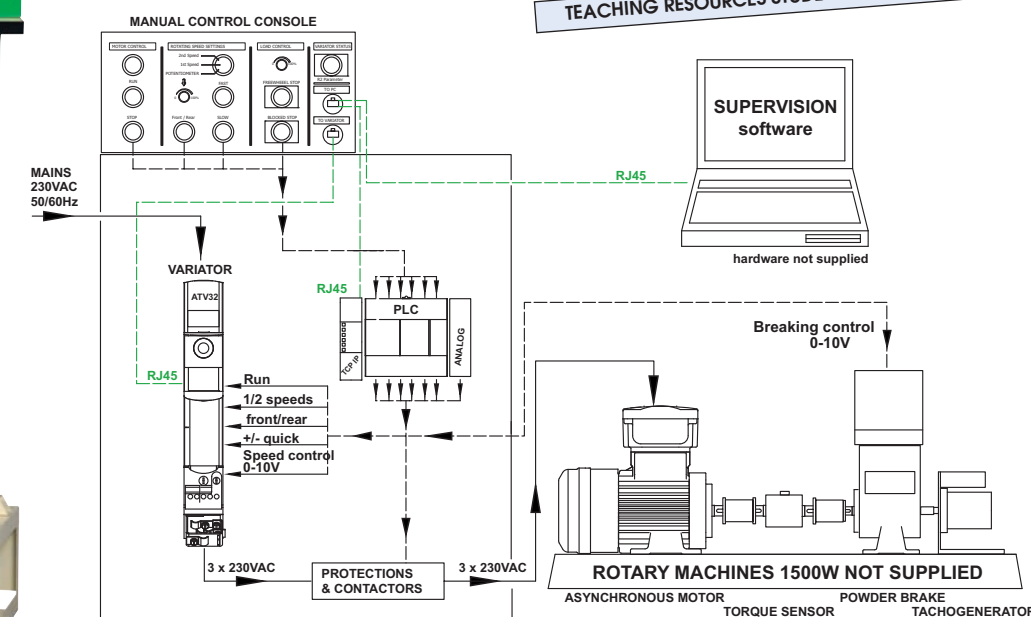 TEACHING RESOURCES
MANUAL CONTROL CONSOLE
MOTOR CONTROL
ROTATING SPEED SETTINGS
LOAD CONTROL
VARIATOR STATUS
2nd Speed
1st Speed
POTENTIOMETER
R2 Parameter
RUN
FAST
FREEWHEEL STOP
TO PC
STOP
Front / Rear
SLOW
BLOCKED STOP
TO VARIATOR
SUPERVISION
software
RJ45
hardware not supplied
MAINS
230VAC
50/60Hz
VARIATOR
ATV32
RJ45
PLC
TCP IP
ANALOG
Breaking control
0-10V
RJ45
Run
1/2 speeds
front/rear
+/- quick
Speed control
0-10V
3 x 230VAC
PROTECTIONS
& CONTACTORS
3 x 230VAC
ROTARY MACHINES 1500W NOT SUPPLIED
ASYNCHRONOUS MOTOR
TORQUE SENSOR
POWDER BRAKE
TACHOGENERATOR